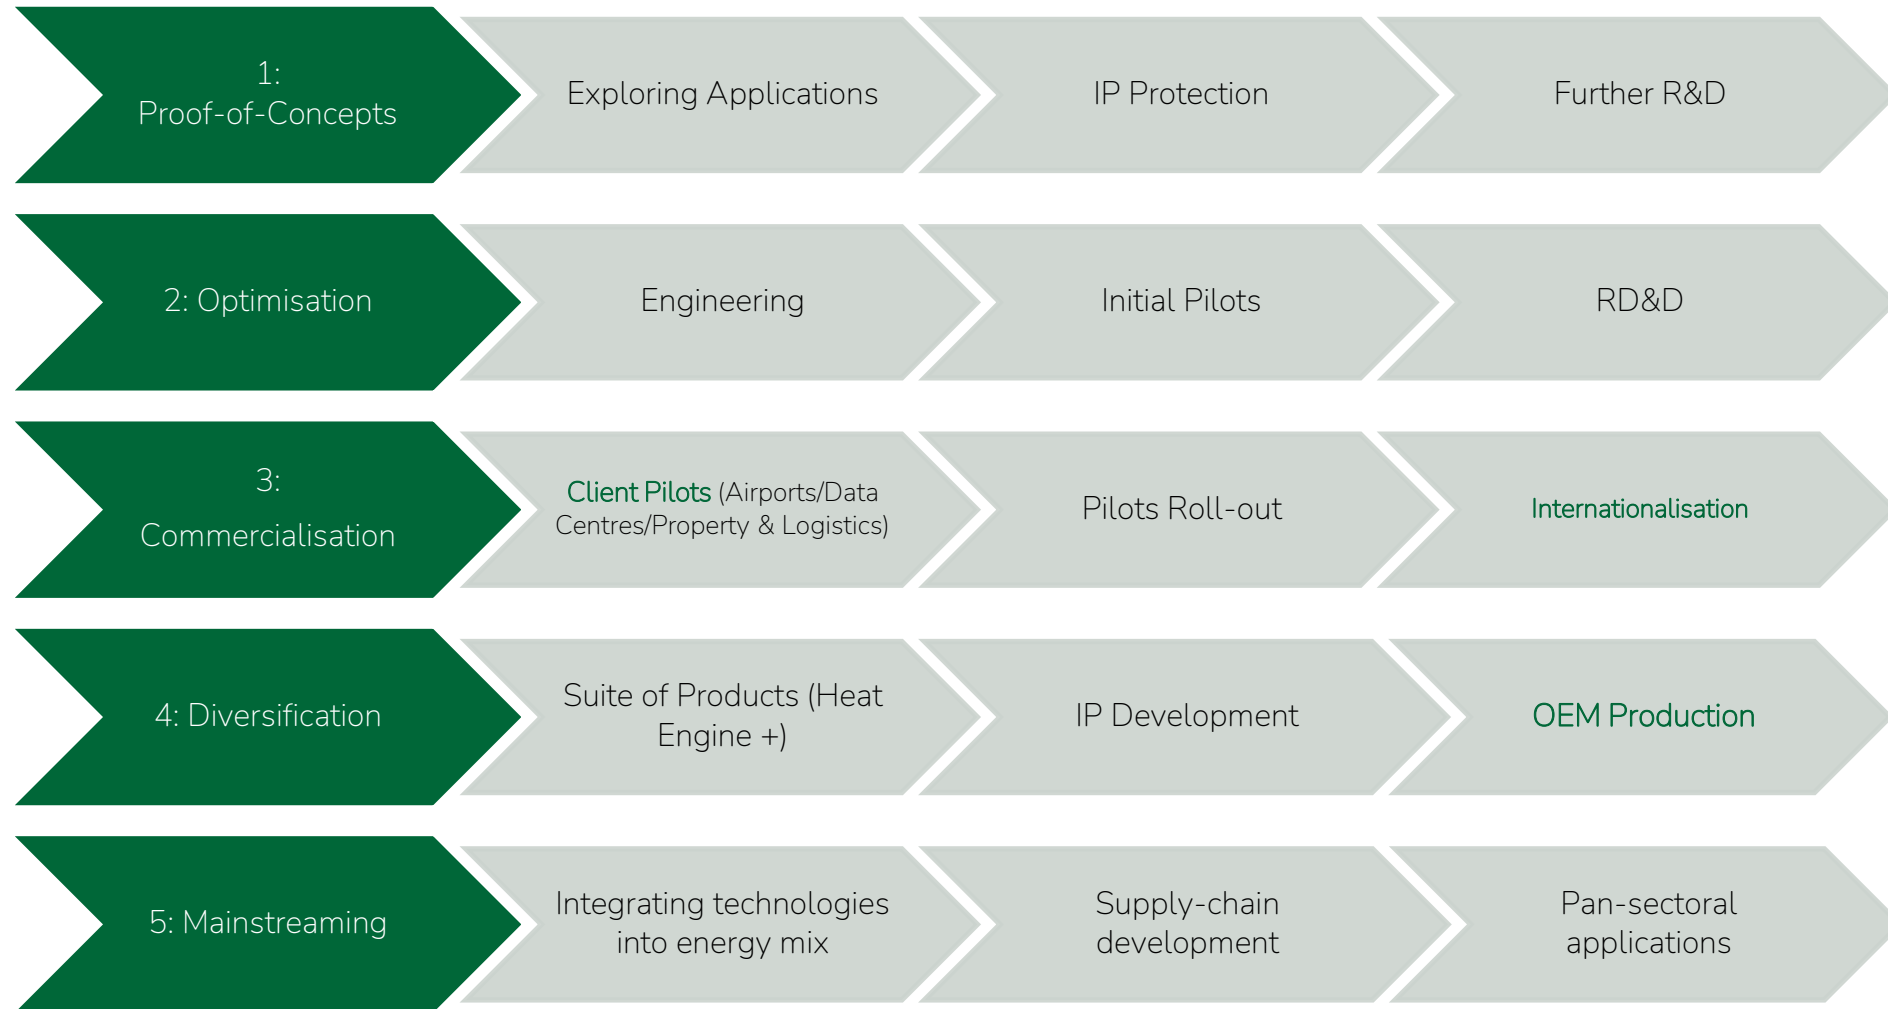 1:
Proof-of-Concepts
Exploring Applications
IP Protection
Further R&D
2: Optimisation
Engineering
Initial Pilots
RD&D
3:
Commercialisation
Client Pilots (Airports/Data
Centres/Property & Logistics)
Pilots Roll-out
Internationalisation
4: Diversification
Suite of Products (Heat
Engine +)
IP Development
OEM Production
5: Mainstreaming
Integrating technologies
into energy mix
Supply-chain
development
Pan-sectoral
applications